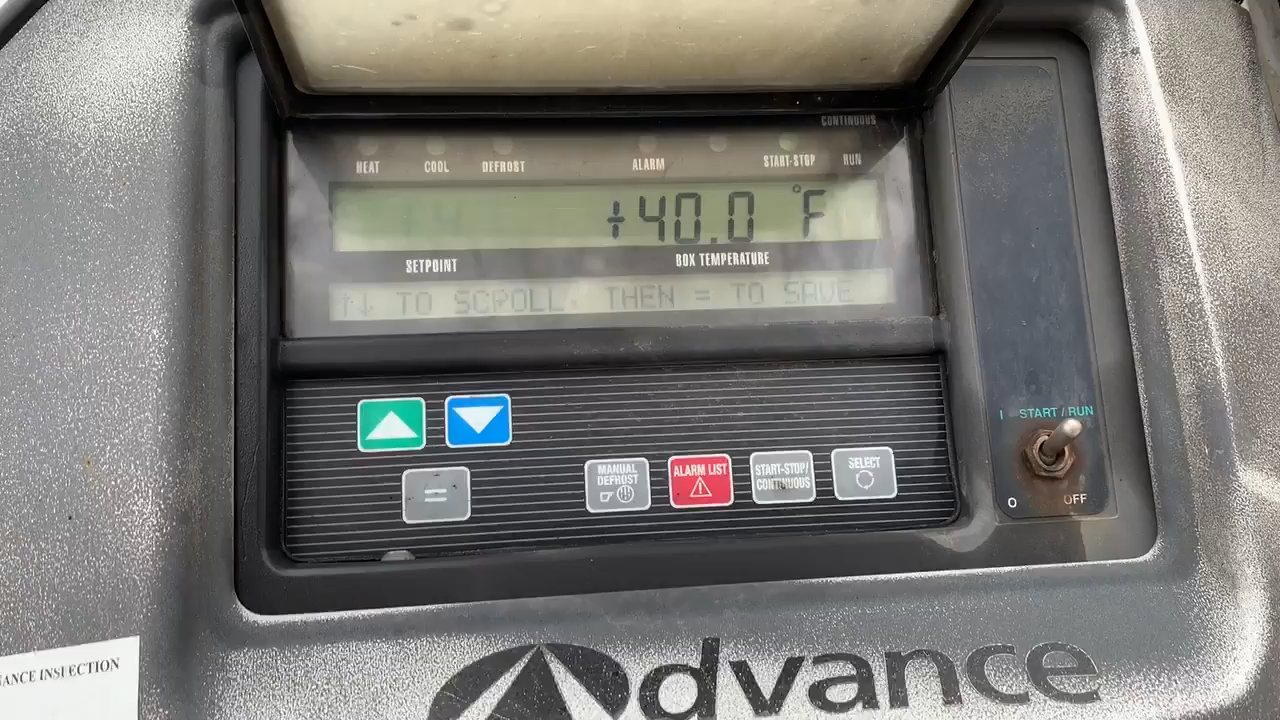 CONTINUOUS
HEAT COOL DEFROST ALARM START-STOP RUN
+40.0 °F
SETPOINT BOX TEMPERATURE
↑↓ TO SCROLL, THEN = TO SAVE
I START / RUN
=
MANUAL DEFROST
ALARM LIST
START-STOP/ CONTINUOUS
SELECT
O OFF
ANCE INSPECTION
Advance